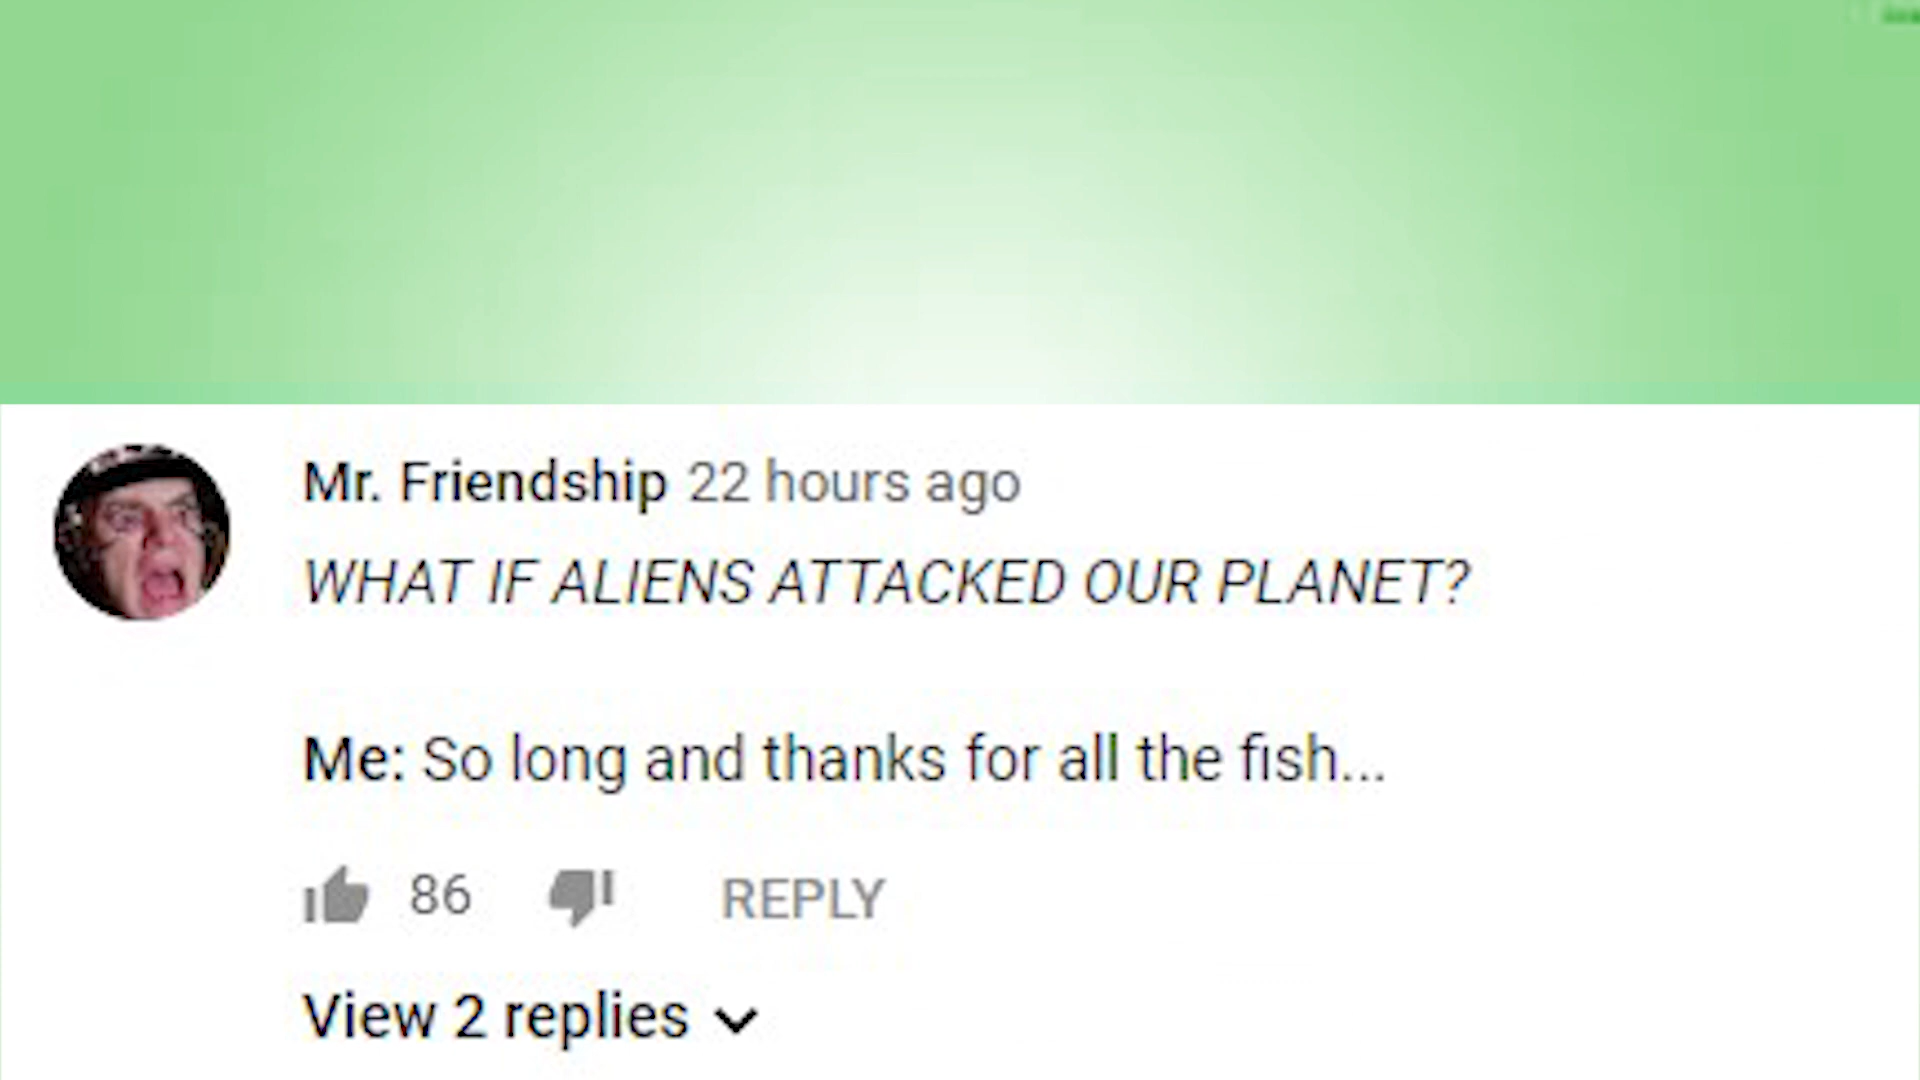 Mr. Friendship 22 hours ago
WHAT IF ALIENS ATTACKED OUR PLANET?
Me: So long and thanks for all the fish...
86 REPLY
View 2 replies